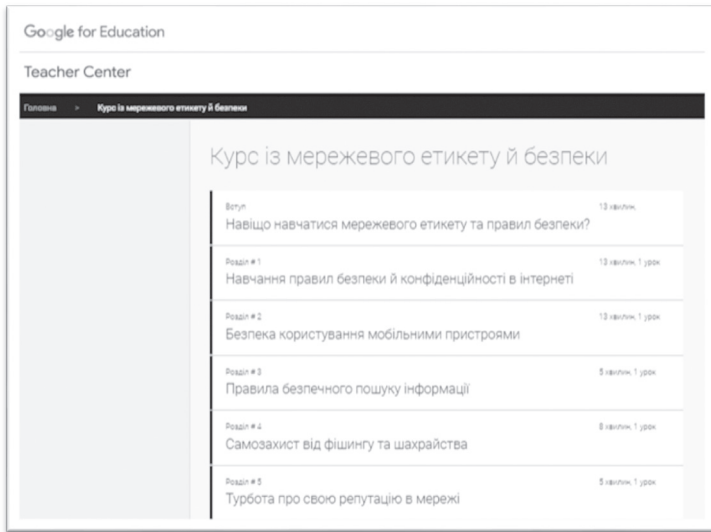 Google for Education
Teacher Center
Головна > Курс із мережевого етикету й безпеки
Курс із мережевого етикету й безпеки
Вступ 13 хвилин,
Навіщо навчатися мережевого етикету та правил безпеки?
Розділ # 1 13 хвилин, 1 урок
Навчання правил безпеки й конфіденційності в інтернеті
Розділ # 2 13 хвилин, 1 урок
Безпека користування мобільними пристроями
Розділ # 3 5 хвилин, 1 урок
Правила безпечного пошуку інформації
Розділ # 4 8 хвилин, 1 урок
Самозахист від фішингу та шахрайства
Розділ # 5 5 хвилин, 1 урок
Турбота про свою репутацію в мережі